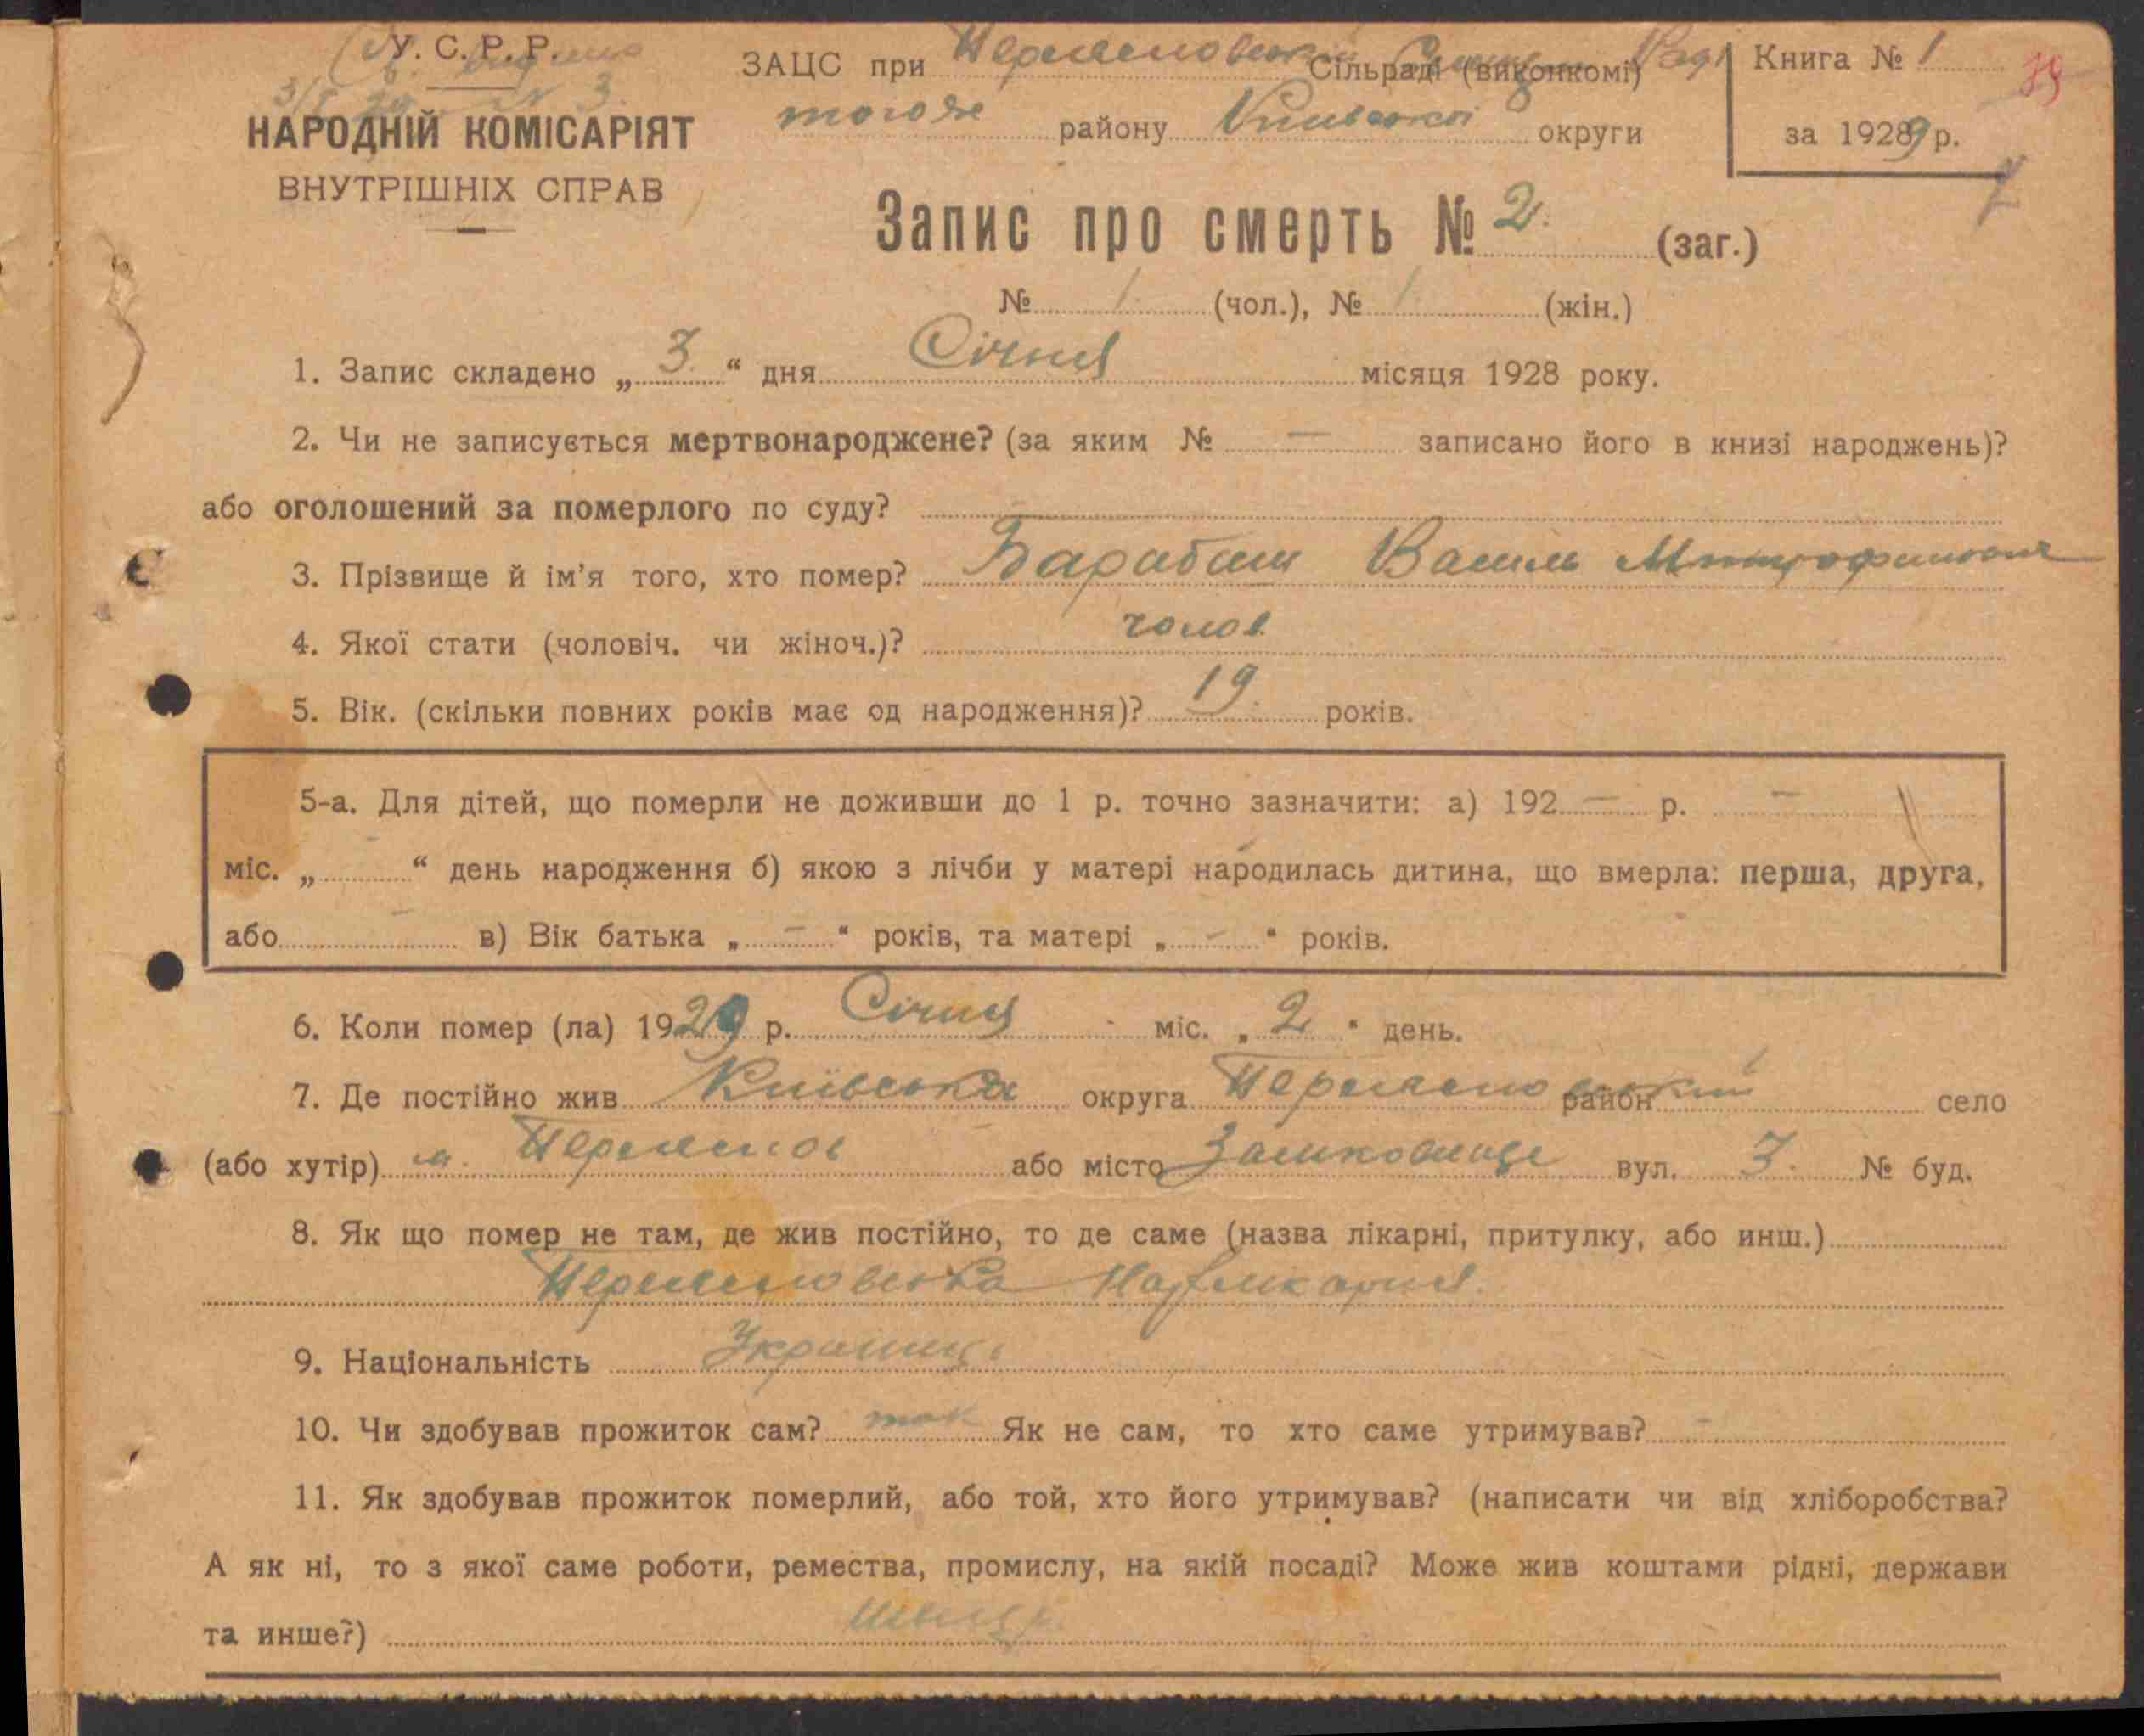 У. С. Р. Р.
НАРОДНІЙ КОМІСАРІЯТ
ВНУТРІШНІХ СПРАВ
ЗАЦС при Сільраді (виконкомі)
того ж району Київської округи
Книга № 1
за 1929 р.
39
Запис про смерть № 2. (заг.)
№ 1. (чол.), № 1. (жін.)
1. Запис складено „ 3. “ дня Січня місяця 1928 року.
2. Чи не записується мертвонароджене? (за яким № — записано його в книзі народжень)?
або оголошений за померлого по суду?
3. Прізвище й ім'я того, хто помер? Барабаш Василь Митрофанович
4. Якої стати (чоловіч. чи жіноч.)? чолов.
5. Вік. (скільки повних років має од народження)? 19. років.
5-а. Для дітей, що померли не доживши до 1 р. точно зазначити: а) 192 — р. —
міс. „ “ день народження б) якою з лічби у матері народилась дитина, що вмерла: перша, друга,
або — в) Вік батька „ — “ років, та матері „ — “ років.
6. Коли помер (ла) 1929 р. Січня міс. „ 2 “ день.
7. Де постійно жив Київська округа район село
(або хутір) м. або місто вул. 3. № буд.
8. Як що помер не там, де жив постійно, то де саме (назва лікарні, притулку, або инш.)
9. Національність Українец
10. Чи здобував прожиток сам? так Як не сам, то хто саме утримував? -
11. Як здобував прожиток померлий, або той, хто його утримував? (написати чи від хліборобства?
А як ні, то з якої саме роботи, ремества, промислу, на якій посаді? Може жив коштами рідні, держави
та инше?)